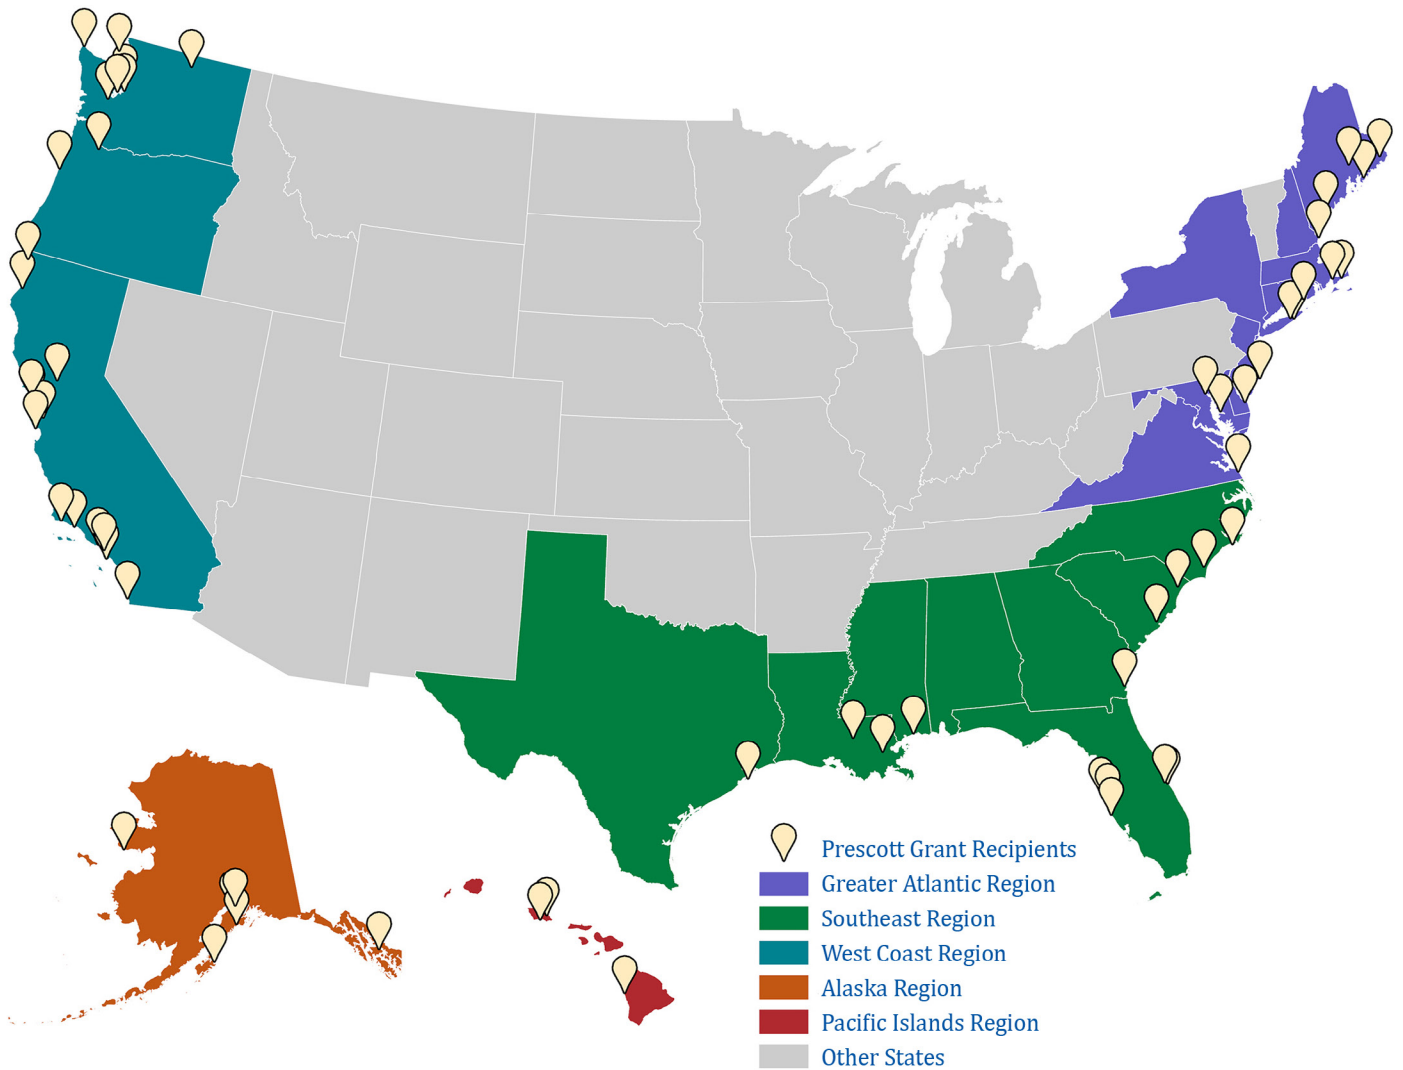 Prescott Grant Recipients
Greater Atlantic Region
Southeast Region
West Coast Region
Alaska Region
Pacific Islands Region
Other States